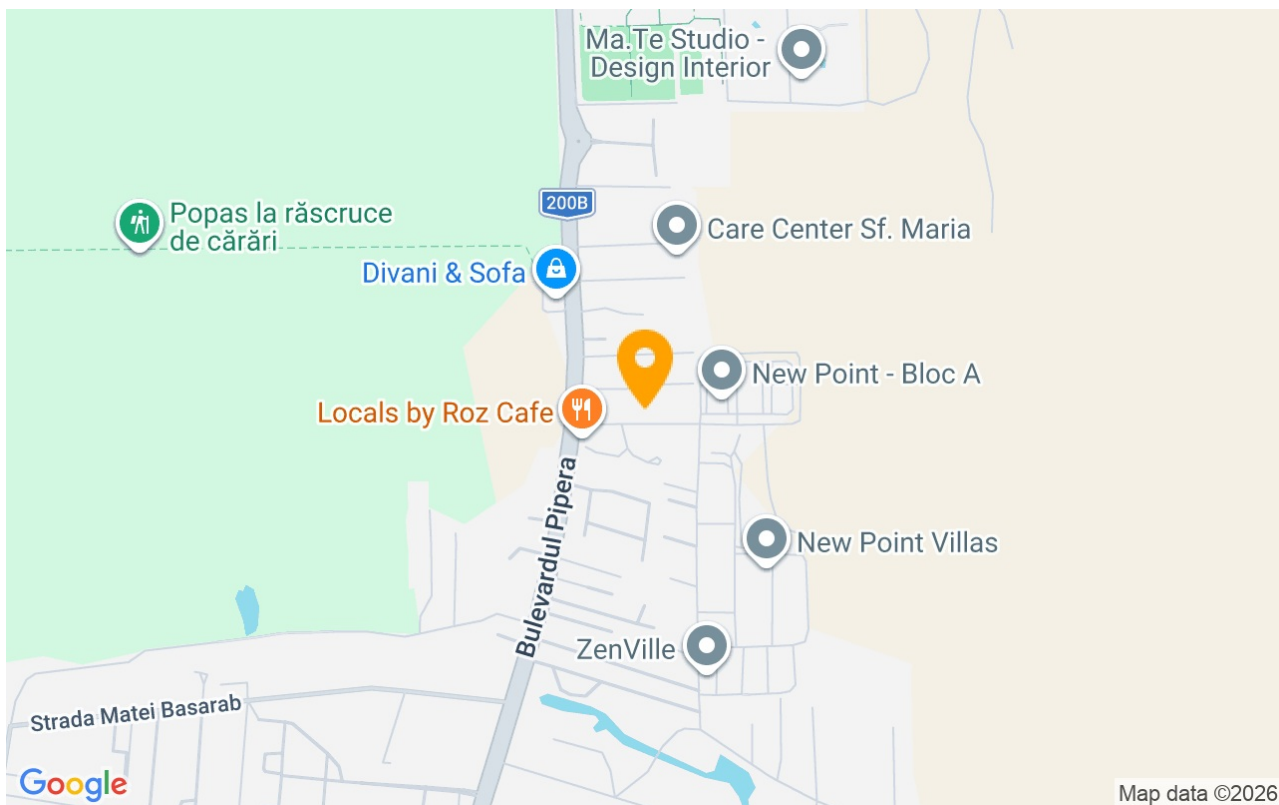 Ma.Te Studio -
Design Interior
200B
Popas la răscruce
de cărări
Care Center Sf. Maria
Divani & Sofa
New Point - Bloc A
Locals by Roz Cafe
Bulevardul Pipera
New Point Villas
ZenVille
Strada Matei Basarab
Google
Map data ©2026